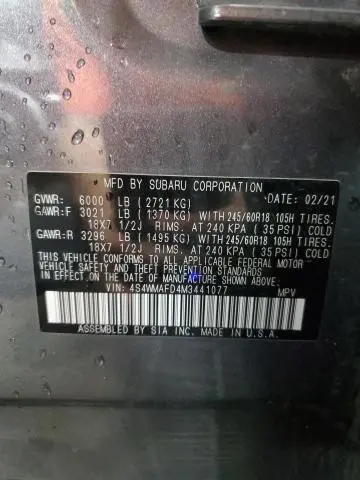 MFD BY SUBARU CORPORATION DATE: 02/21
GVWR: 6000 LB (2721 KG)
GAWR:F 3021 LB (1370 KG) WITH 245/60R18 105H TIRES.
18X7 1/2J RIMS. AT 240 KPA (35 PSI) COLD
GAWR:R 3296 LB (1495 KG) WITH 245/60R18 105H TIRES.
18X7 1/2J RIMS. AT 240 KPA (35 PSI) COLD
THIS VEHICLE CONFORMS TO ALL APPLICABLE FEDERAL MOTOR
VEHICLE SAFETY STANDARDS
IN EFFECT ON THE DATE OF MANUFACTURE SHOWN ABOVE.
VIN: 4S4WMAFD4M3441077 MPV
ASSEMBLED BY SIA INC. MADE IN U.S.A.